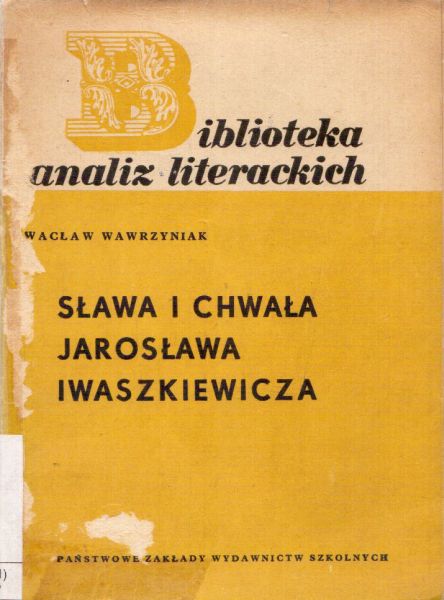 Biblioteka
analiz literackich
WACŁAW WAWRZYNIAK
SŁAWA I CHWAŁA
JAROSŁAWA
IWASZKIEWICZA
PAŃSTWOWE ZAKŁADY WYDAWNICTW SZKOLNYCH